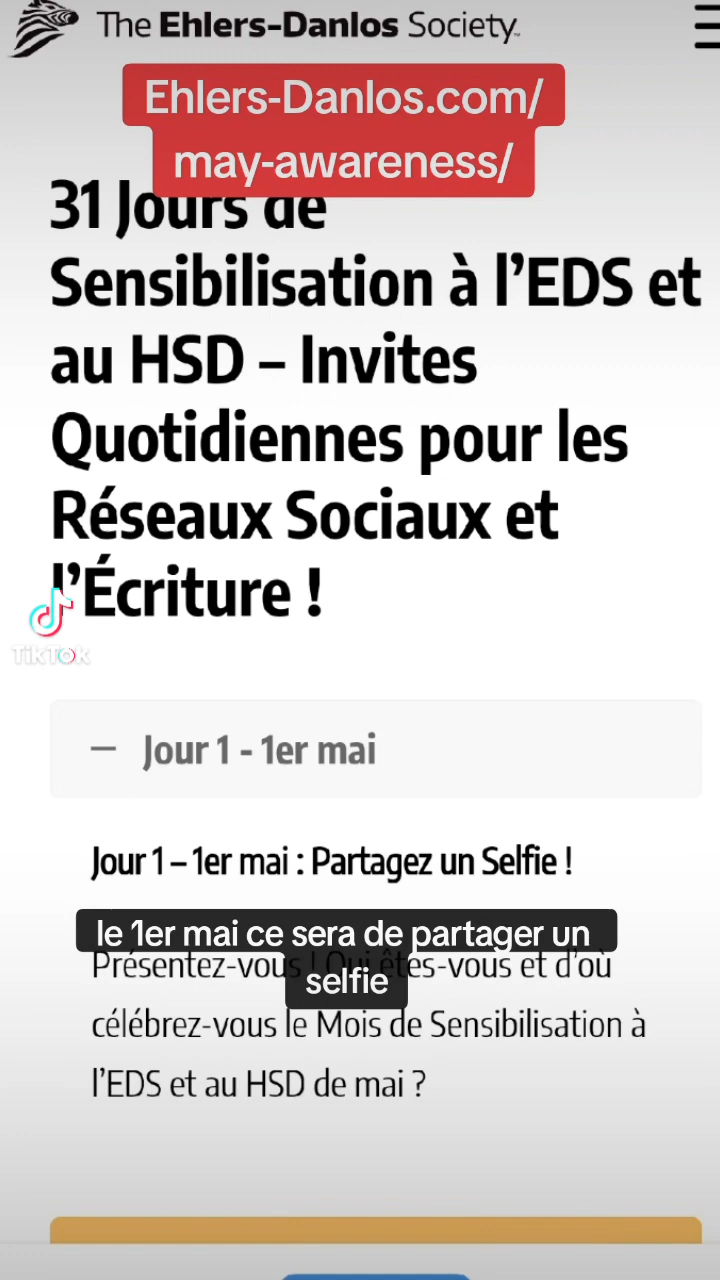 The Ehlers-Danlos Society™
Ehlers-Danlos.com/
may-awareness/
31 Jours de
Sensibilisation à l’EDS et
au HSD – Invites
Quotidiennes pour les
Réseaux Sociaux et
l’Écriture !
TikTok
— Jour 1 - 1er mai
Jour 1 – 1er mai : Partagez un Selfie !
le 1er mai ce sera de partager un
selfie
Présentez-vous ! Qui êtes-vous et d’où
célébrez-vous le Mois de Sensibilisation à
l’EDS et au HSD de mai ?